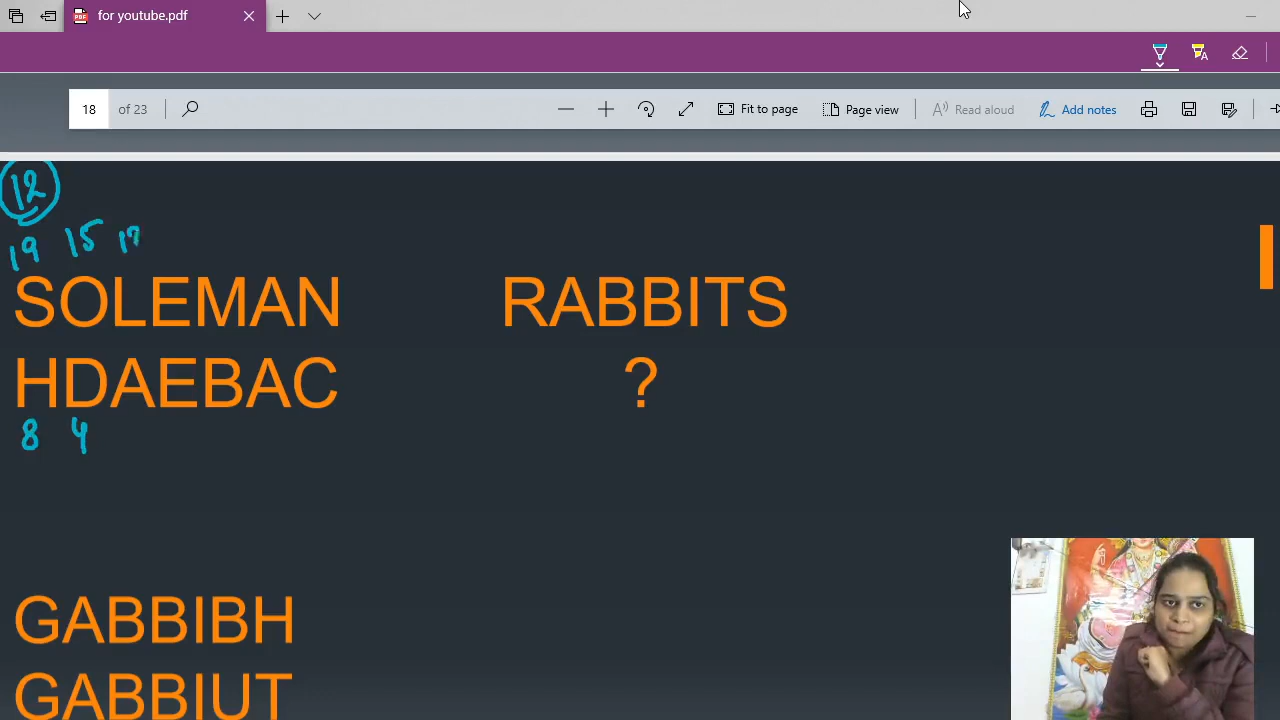 for youtube.pdf
18 of 23 Fit to page Page view Read aloud Add notes
12
19 15
SOLEMAN RABBITS
HDAEBAC ?
8 4
GABBIBH
GABBIUT